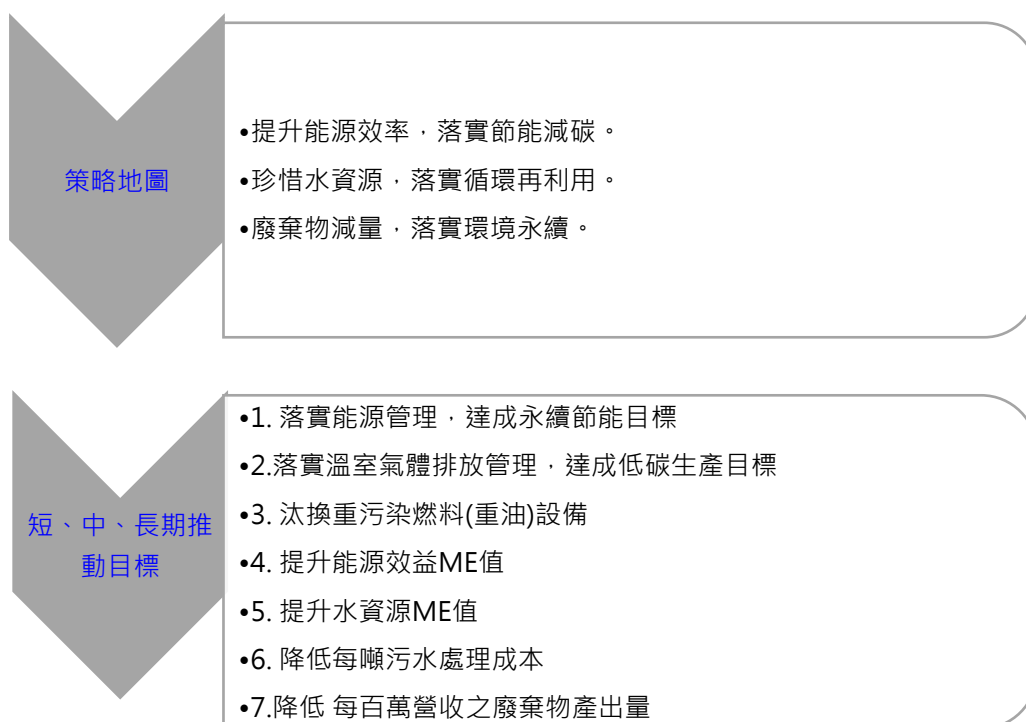 策略地圖
•提升能源效率，落實節能減碳。
•珍惜水資源，落實循環再利用。
•廢棄物減量，落實環境永續。
短、中、長期推
動目標
•1. 落實能源管理，達成永續節能目標
•2.落實溫室氣體排放管理，達成低碳生產目標
•3. 汰換重污染燃料(重油)設備
•4. 提升能源效益ME值
•5. 提升水資源ME值
•6. 降低每噸污水處理成本
•7.降低 每百萬營收之廢棄物產出量